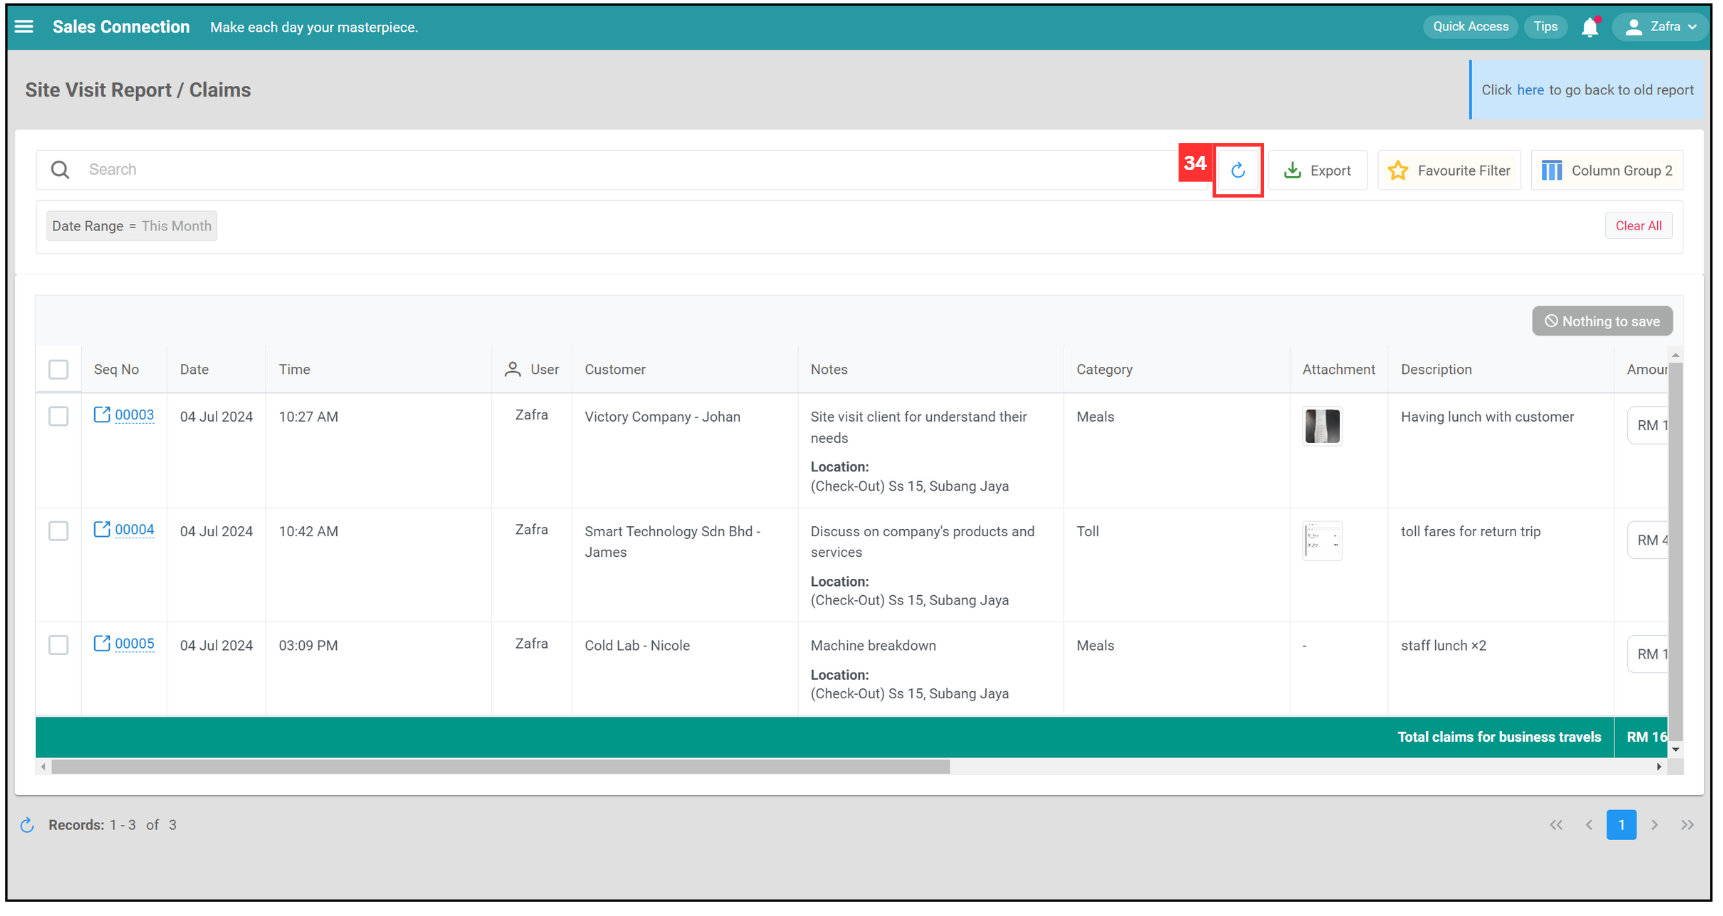 Sales Connection Make each day your masterpiece. Quick Access Tips Zafra
Site Visit Report / Claims
Click here to go back to old report
Search 34 Export Favourite Filter Column Group 2
Date Range = This Month Clear All
Nothing to save
Seq No Date Time User Customer Notes Category Attachment Description Amour
00003 04 Jul 2024 10:27 AM Zafra Victory Company - Johan Site visit client for understand their Meals Having lunch with customer RM 1
needs
Location:
(Check-Out) Ss 15, Subang Jaya
00004 04 Jul 2024 10:42 AM Zafra Smart Technology Sdn Bhd - Discuss on company's products and Toll toll fares for return trip RM 4
James services
Location:
(Check-Out) Ss 15, Subang Jaya
00005 04 Jul 2024 03:09 PM Zafra Cold Lab - Nicole Machine breakdown Meals - staff lunch ×2 RM 1
Location:
(Check-Out) Ss 15, Subang Jaya
Total claims for business travels RM 16
Records: 1 - 3 of 3 1